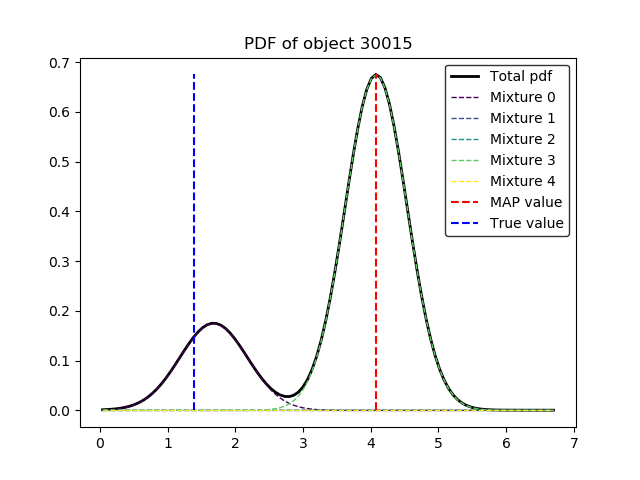 PDF of object 30015
0.7
0.6
0.5
0.4
0.3
0.2
0.1
0.0
0 1 2 3 4 5 6 7
Total pdf
Mixture 0
Mixture 1
Mixture 2
Mixture 3
Mixture 4
MAP value
True value